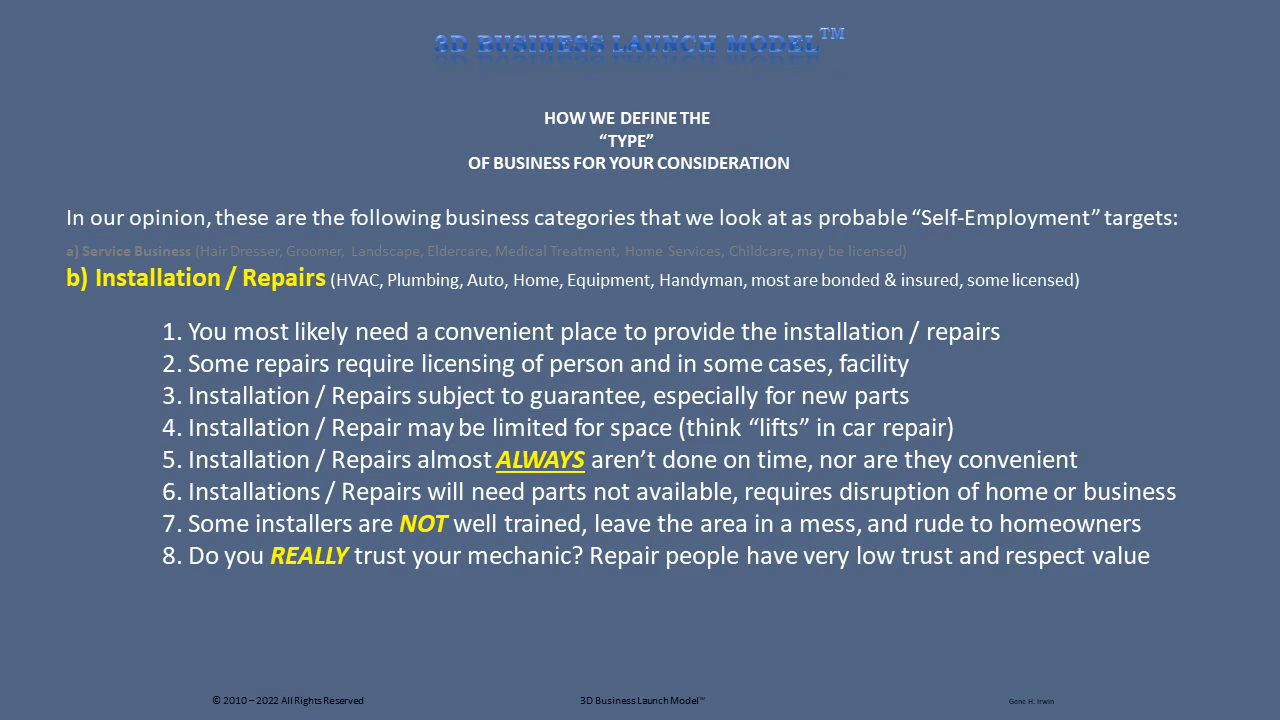 3D BUSINESS LAUNCH MODEL™
HOW WE DEFINE THE
“TYPE”
OF BUSINESS FOR YOUR CONSIDERATION
In our opinion, these are the following business categories that we look at as probable “Self-Employment” targets:
a) Service Business (Hair Dresser, Groomer, Landscape, Eldercare, Medical Treatment, Home Services, Childcare, may be licensed)
b) Installation / Repairs (HVAC, Plumbing, Auto, Home, Equipment, Handyman, most are bonded & insured, some licensed)
1. You most likely need a convenient place to provide the installation / repairs
2. Some repairs require licensing of person and in some cases, facility
3. Installation / Repairs subject to guarantee, especially for new parts
4. Installation / Repair may be limited for space (think “lifts” in car repair)
5. Installation / Repairs almost ALWAYS aren’t done on time, nor are they convenient
6. Installations / Repairs will need parts not available, requires disruption of home or business
7. Some installers are NOT well trained, leave the area in a mess, and rude to homeowners
8. Do you REALLY trust your mechanic? Repair people have very low trust and respect value
© 2010 – 2022 All Rights Reserved
3D Business Launch Model™
Gene H. Irwin